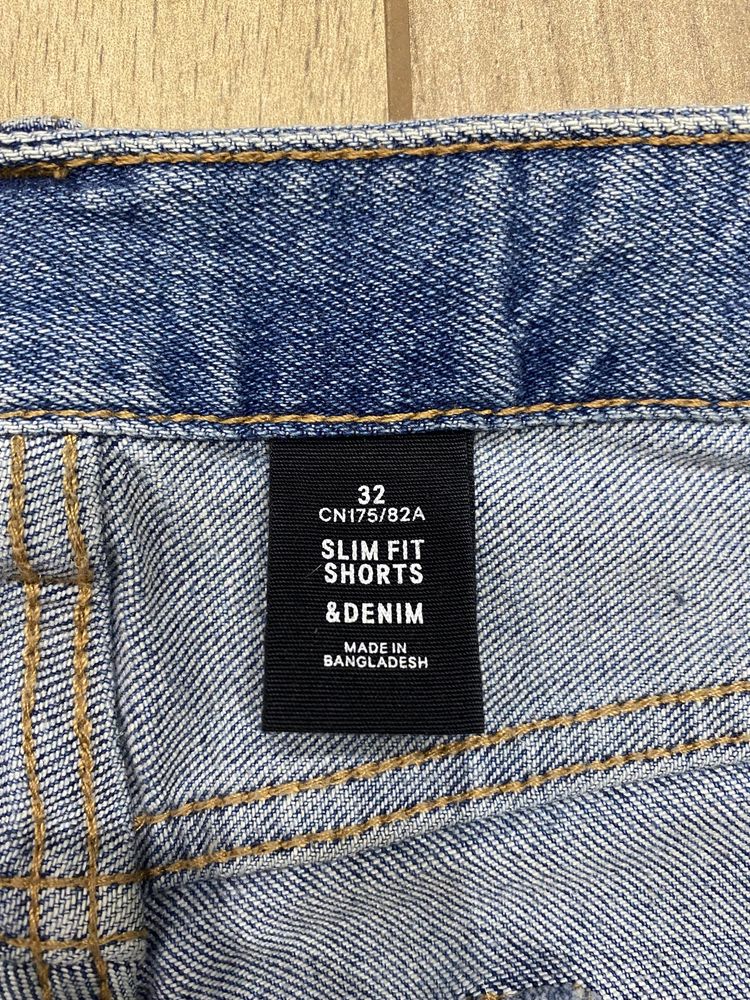 32
CN175/82A
SLIM FIT
SHORTS
&DENIM
MADE IN
BANGLADESH